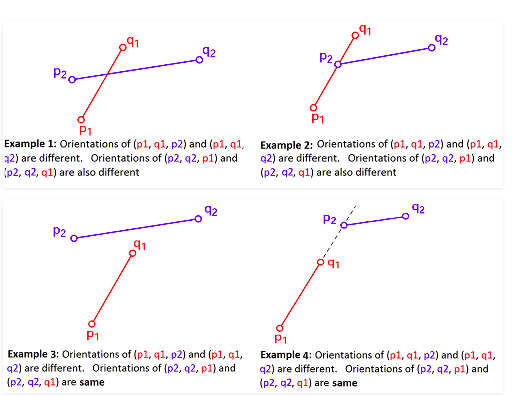 q1
p2
q2
p1
Example 1: Orientations of (p1, q1, p2) and (p1, q1,
q2) are different. Orientations of (p2, q2, p1) and
(p2, q2, q1) are also different
q1
p2
q2
p1
Example 2: Orientations of (p1, q1, p2) and (p1, q1,
q2) are different. Orientations of (p2, q2, p1) and
(p2, q2, q1) are also different
q2
p2
q1
p1
Example 3: Orientations of (p1, q1, p2) and (p1, q1,
q2) are different. Orientations of (p2, q2, p1) and
(p2, q2, q1) are same
q2
p2
q1
p1
Example 4: Orientations of (p1, q1, p2) and (p1, q1,
q2) are different. Orientations of (p2, q2, p1) and
(p2, q2, q1) are same